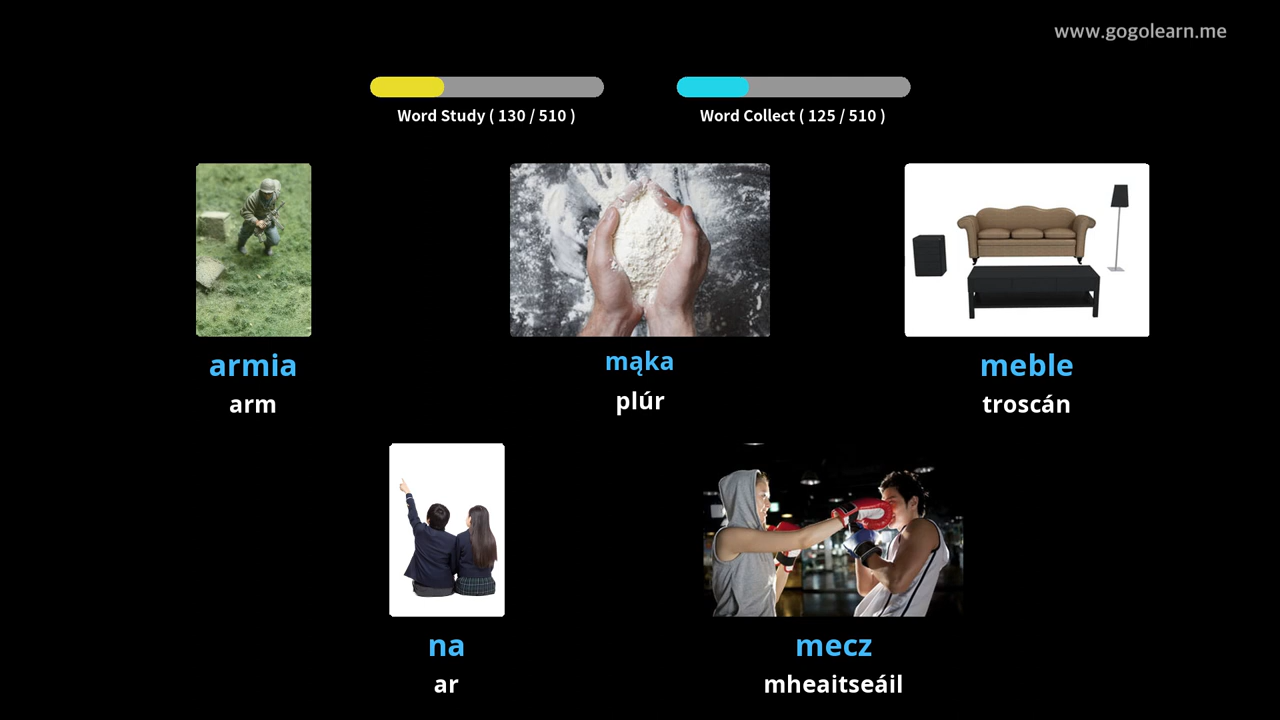 www.gogolearn.me
Word Study ( 130 / 510 )
Word Collect ( 125 / 510 )
armia
arm
mąka
plúr
meble
troscán
na
ar
mecz
mheaitseáil